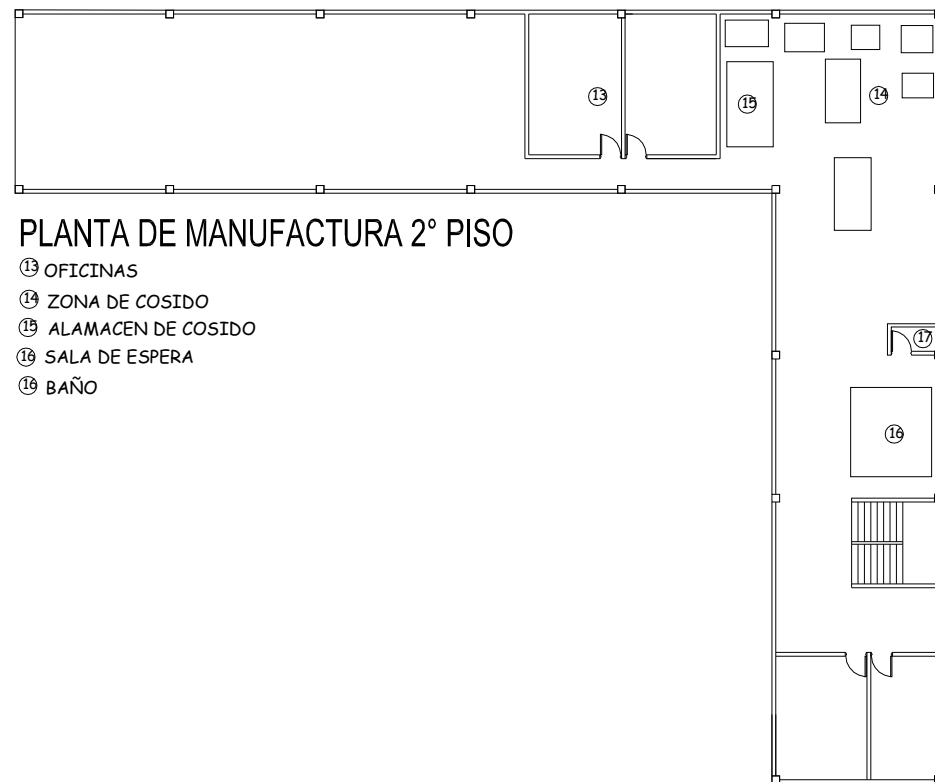 13
15
14
PLANTA DE MANUFACTURA 2° PISO
13 OFICINAS
14 ZONA DE COSIDO
15 ALAMACEN DE COSIDO
16 SALA DE ESPERA
16 BAÑO
17
16